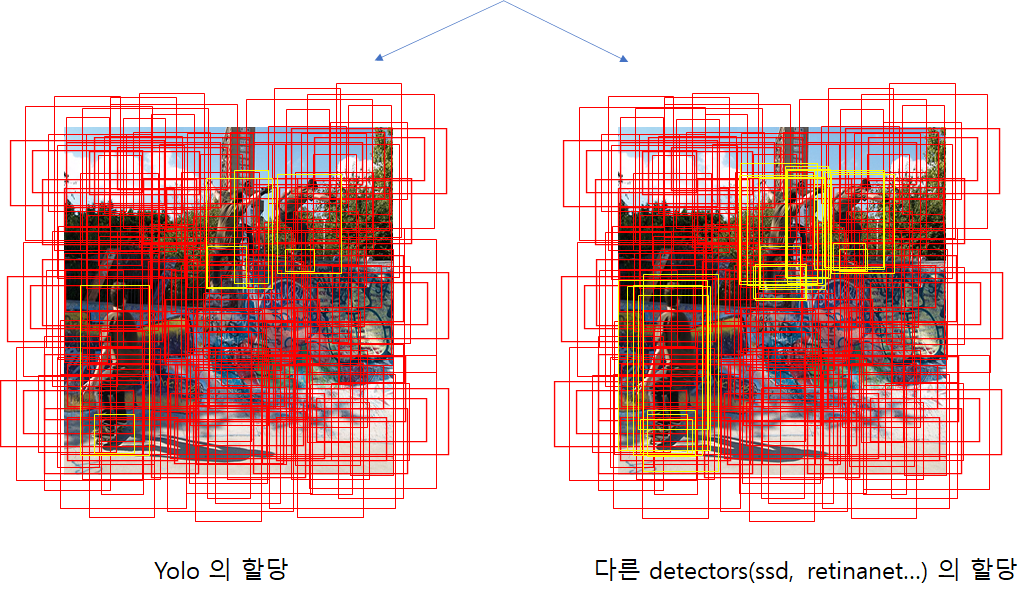 Yolo 의 할당
다른 detectors(ssd, retinanet...) 의 할당